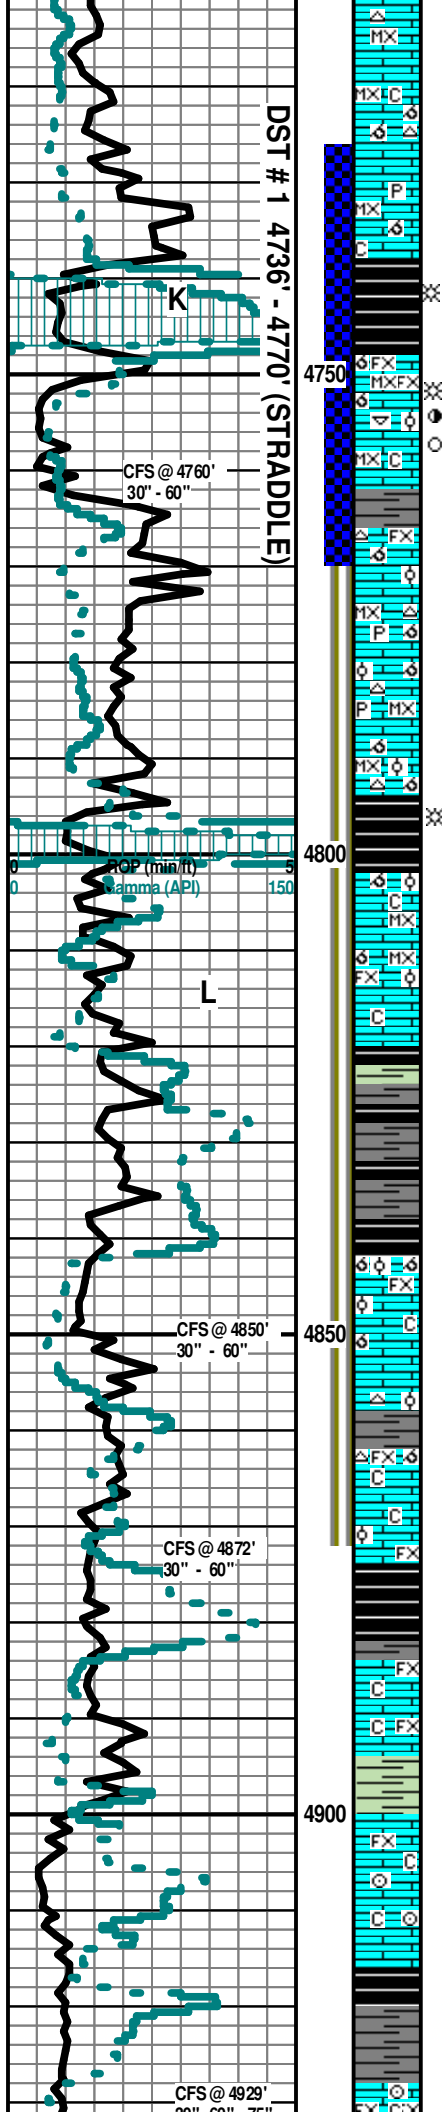 MX
MX C
DST # 1 4736' - 4770' (STRADDLE)
P
MX
C
K
FX
4750
MX FX
CFS @ 4760'
30" - 60"
MX C
FX
MX
P
P MX
MX
4800
0 ROP (min/ft) 5
0 Gamma (API) 150
C
MX
MX
FX
L
C
FX
C
CFS @ 4850'
30" - 60"
4850
FX
C
C
CFS @ 4872'
30" - 60"
FX
FX
C
C FX
4900
FX
C
C
CFS @ 4929'